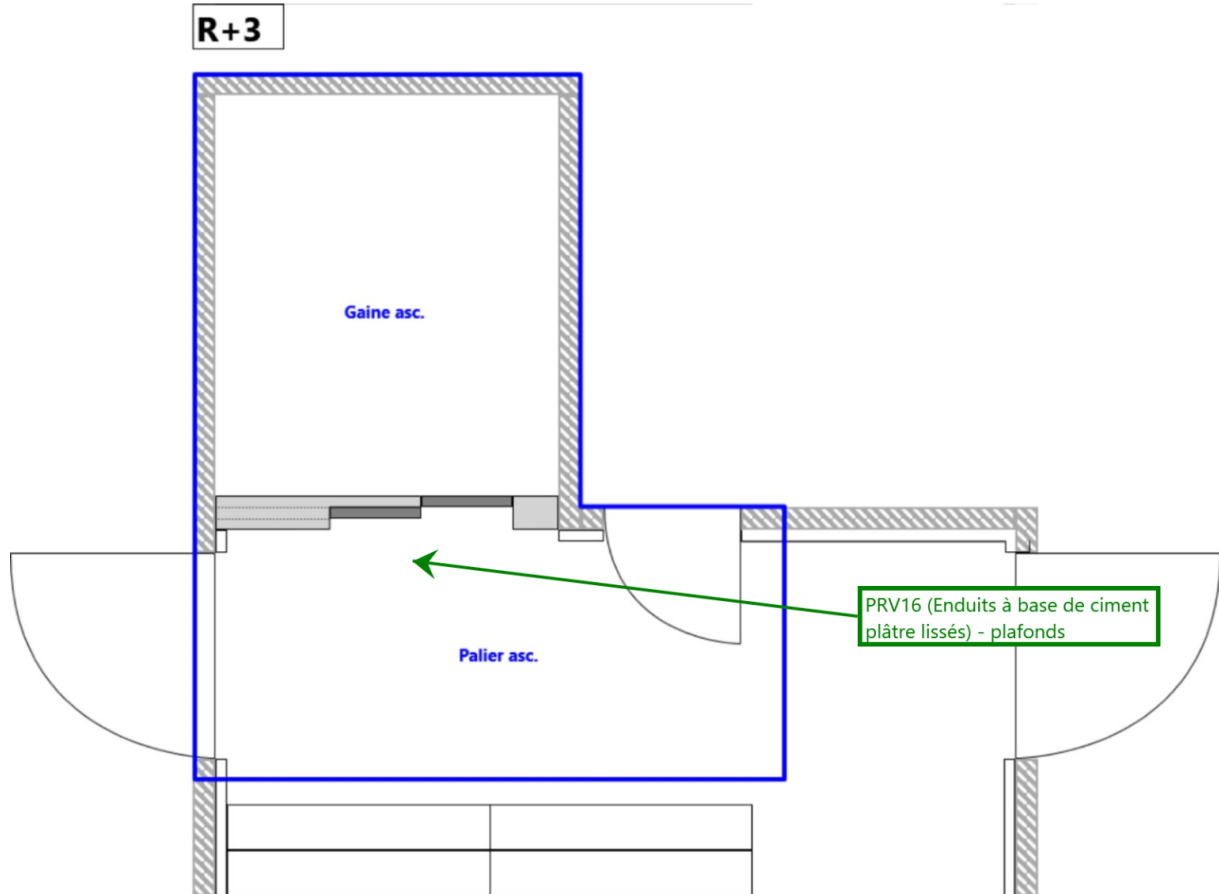 R+3
Gaine asc.
PRV16 (Enduits à base de ciment
plâtre lissés) - plafonds
Palier asc.